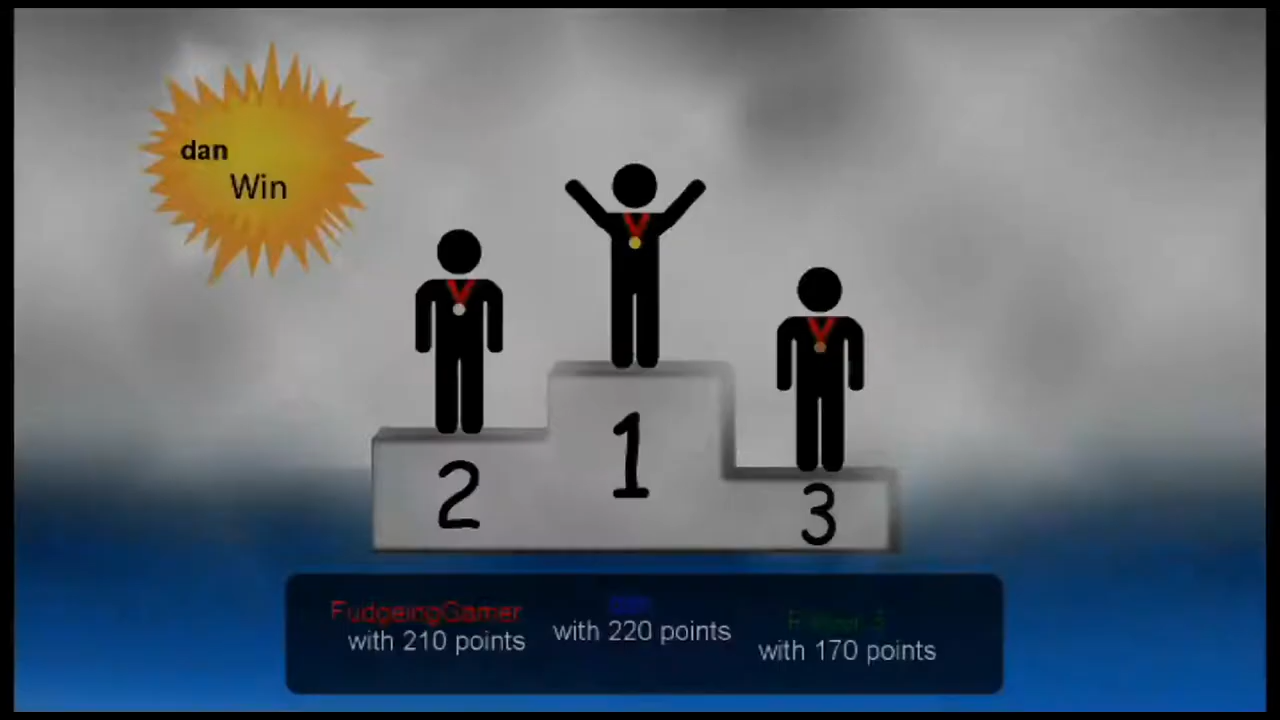 dan
Win
2
1
3
FudgeingGamer
with 210 points
with 220 points
with 170 points